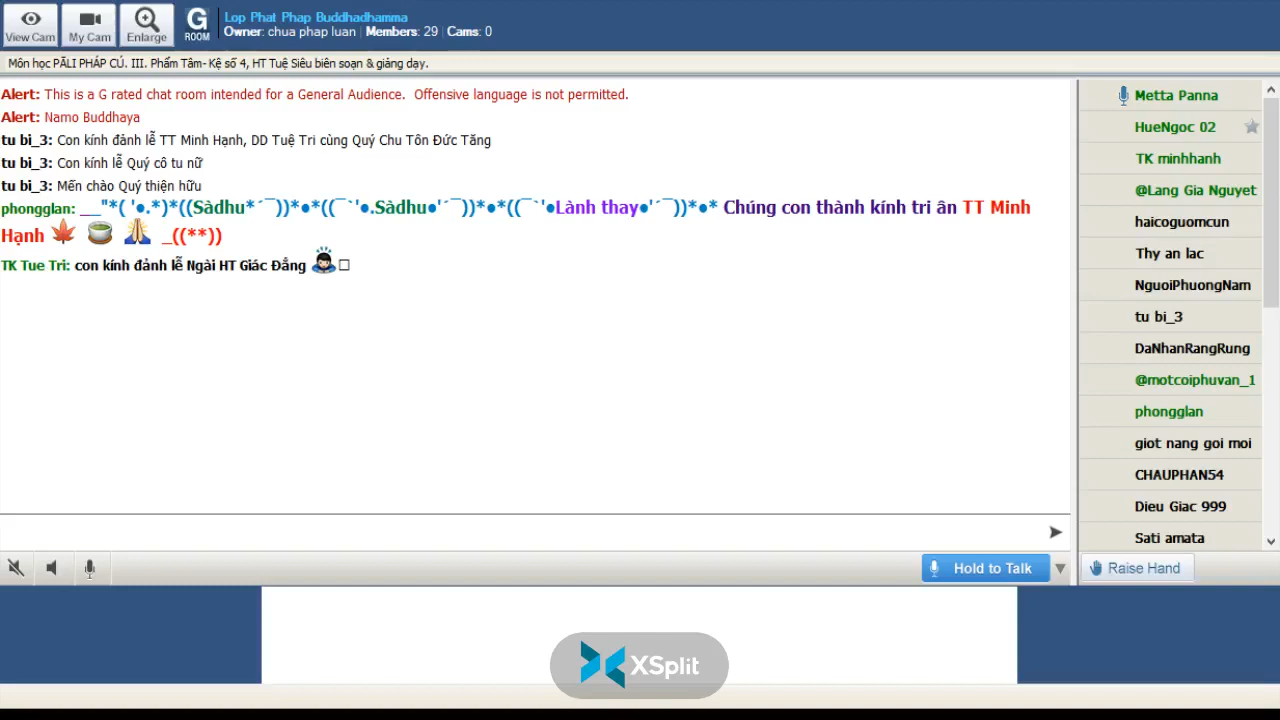 View Cam
My Cam
Enlarge
G
ROOM
Lop Phat Phap Buddhadhamma
Owner: chua phap luan | Members: 29 | Cams: 0
Môn học PĀLI PHÁP CÚ. III. Phẩm Tâm- Kệ số 4, HT Tuệ Siêu biên soạn & giảng dạy.
Alert: This is a G rated chat room intended for a General Audience. Offensive language is not permitted.
Alert: Namo Buddhaya
tu bi_3: Con kính đảnh lễ TT Minh Hạnh, DD Tuệ Tri cùng Quý Chu Tôn Đức Tăng
tu bi_3: Con kính lễ Quý cô tu nữ
tu bi_3: Mến chào Quý thiện hữu
phongglan: __"*( '●.*)*((Sàdhu*´¯))*●*((¯`'●.Sàdhu●'´¯))*●*((¯`'●Lành thay●'´¯))*●* Chúng con thành kính tri ân TT Minh
Hạnh 🍁 🍵 🙏 _((**))
TK Tue Tri: con kính đảnh lễ Ngài HT Giác Đẳng 🙇□
Metta Panna
HueNgoc 02
TK minhhanh
@Lang Gia Nguyet
haicoguomcun
Thy an lac
NguoiPhuongNam
tu bi_3
DaNhanRangRung
@motcoiphuvan_1
phongglan
giot nang goi moi
CHAUPHAN54
Dieu Giac 999
Sati amata
Hold to Talk
Raise Hand
XSplit